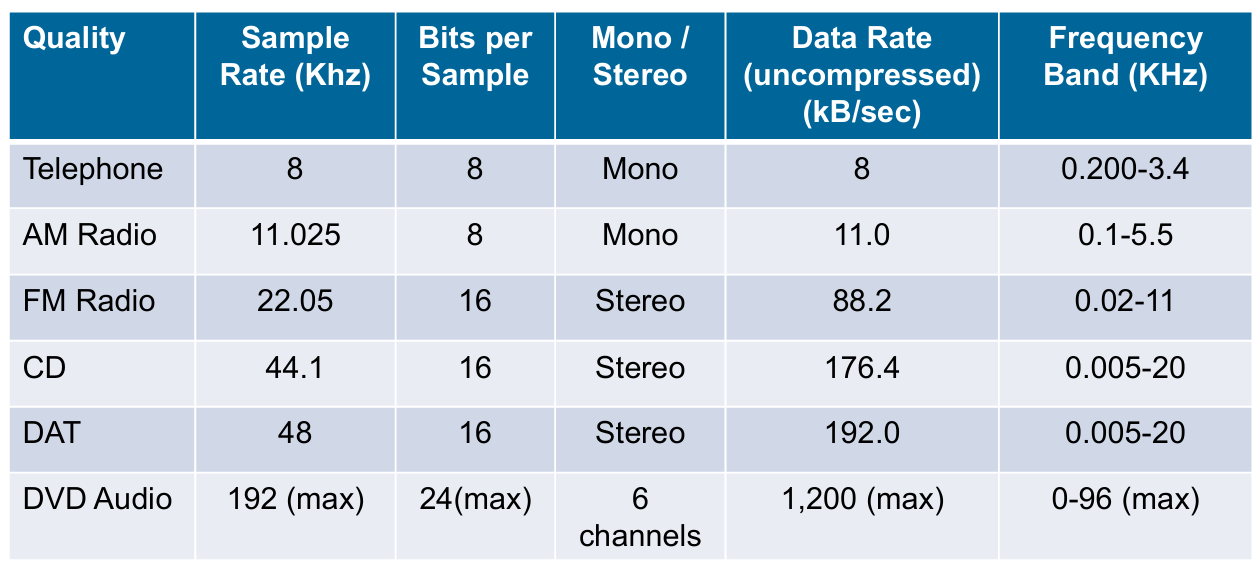 Quality Sample Rate (Khz) Bits per Sample Mono / Stereo Data Rate (uncompressed) (kB/sec) Frequency Band (KHz)
Telephone 8 8 Mono 8 0.200-3.4
AM Radio 11.025 8 Mono 11.0 0.1-5.5
FM Radio 22.05 16 Stereo 88.2 0.02-11
CD 44.1 16 Stereo 176.4 0.005-20
DAT 48 16 Stereo 192.0 0.005-20
DVD Audio 192 (max) 24(max) 6 channels 1,200 (max) 0-96 (max)